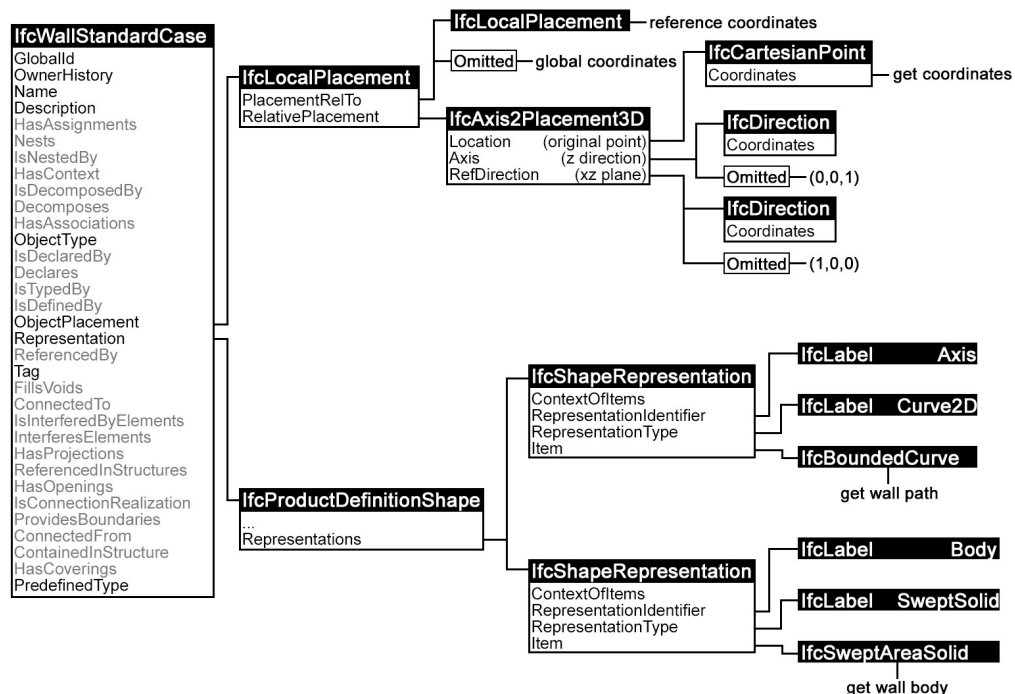 IfcWallStandardCase
GlobalId
OwnerHistory
Name
Description
HasAssignments
Nests
IsNestedBy
HasContext
IsDecomposedBy
Decomposes
HasAssociations
ObjectType
IsDeclaredBy
Declares
IsTypedBy
IsDefinedBy
ObjectPlacement
Representation
ReferencedBy
Tag
FillsVoids
ConnectedTo
IsInterferedByElements
InterferesElements
HasProjections
ReferencedInStructures
HasOpenings
IsConnectionRealization
ProvidesBoundaries
ConnectedFrom
ContainedInStructure
HasCoverings
PredefinedType
IfcLocalPlacement
PlacementRelTo
RelativePlacement
IfcLocalPlacement reference coordinates
Omitted global coordinates
IfcAxis2Placement3D
Location (original point)
Axis (z direction)
RefDirection (xz plane)
IfcCartesianPoint
Coordinates get coordinates
IfcDirection
Coordinates
Omitted (0,0,1)
IfcDirection
Coordinates
Omitted (1,0,0)
IfcProductDefinitionShape
...
Representations
IfcShapeRepresentation
ContextOfItems
RepresentationIdentifier
RepresentationType
Item
IfcLabel Axis
IfcLabel Curve2D
IfcBoundedCurve
get wall path
IfcShapeRepresentation
ContextOfItems
RepresentationIdentifier
RepresentationType
Item
IfcLabel Body
IfcLabel SweptSolid
IfcSweptAreaSolid
get wall body